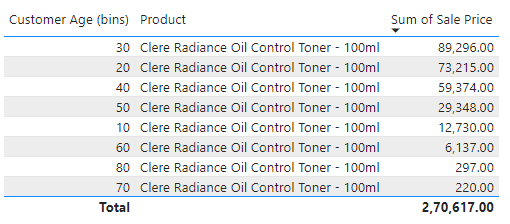 Customer Age (bins) Product Sum of Sale Price
30 Clere Radiance Oil Control Toner - 100ml 89,296.00
20 Clere Radiance Oil Control Toner - 100ml 73,215.00
40 Clere Radiance Oil Control Toner - 100ml 59,374.00
50 Clere Radiance Oil Control Toner - 100ml 29,348.00
10 Clere Radiance Oil Control Toner - 100ml 12,730.00
60 Clere Radiance Oil Control Toner - 100ml 6,137.00
80 Clere Radiance Oil Control Toner - 100ml 297.00
70 Clere Radiance Oil Control Toner - 100ml 220.00
Total 2,70,617.00